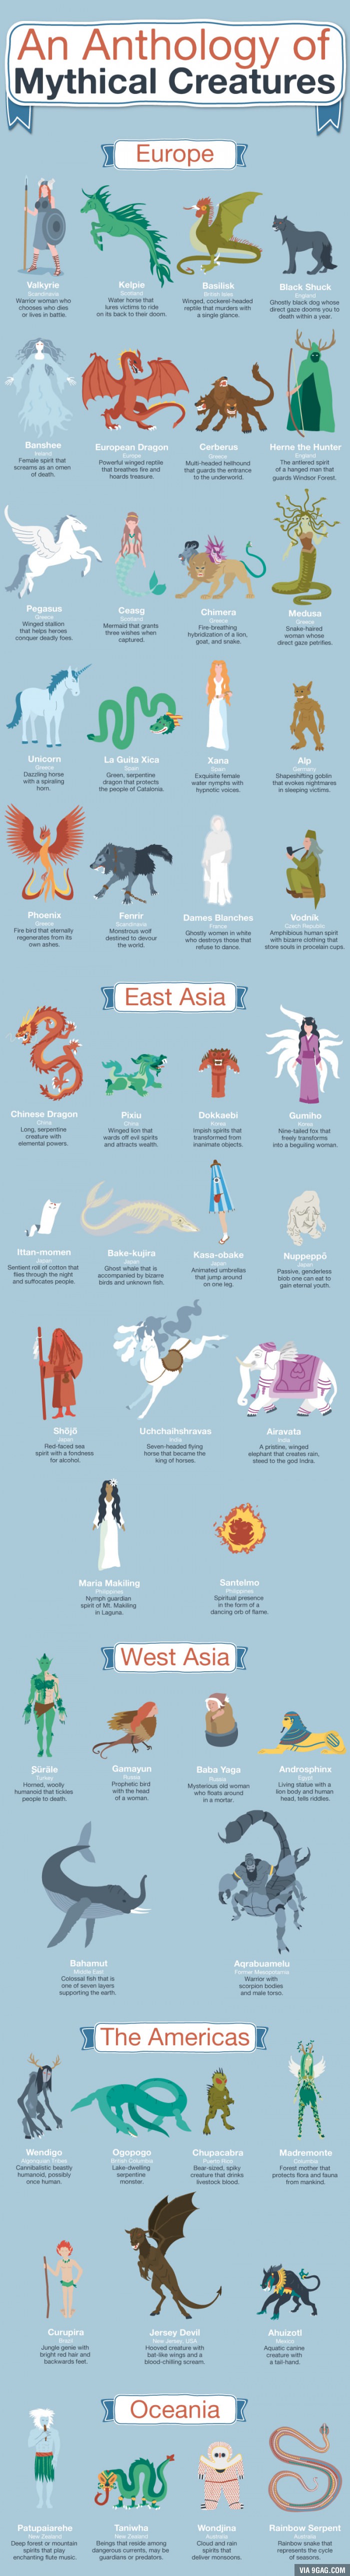 An Anthology of
Mythical Creatures
Europe
Valkyrie
Scandinavia
Warrior woman who
chooses who dies
or lives in battle.
Kelpie
Scotland
Water horse that
lures victims to ride
on its back to their doom.
Basilisk
British Isles
Winged, cockerel-headed
reptile that murders with
a single glance.
Black Shuck
England
Ghostly black dog whose
direct gaze dooms you to
death within a year.
Banshee
Ireland
Female spirit that
screams as an omen
of death.
European Dragon
Europe
Powerful winged reptile
that breathes fire and
hoards treasure.
Cerberus
Greece
Multi-headed hellhound
that guards the entrance
to the underworld.
Herne the Hunter
England
The antlered spirit
of a hanged man that
guards Windsor Forest.
Pegasus
Greece
Winged stallion
that helps heroes
conquer deadly foes.
Ceasg
Scotland
Mermaid that grants
three wishes when
captured.
Chimera
Greece
Fire-breathing
hybridization of a lion,
goat, and snake.
Medusa
Greece
Snake-haired
woman whose
direct gaze petrifies.
Unicorn
Greece
Dazzling horse
with a spiraling
horn.
La Guita Xica
Spain
Green, serpentine
dragon that protects
the people of Catalonia.
Xana
Spain
Exquisite female
water nymphs with
hypnotic voices.
Alp
Germany
Shapeshifting goblin
that evokes nightmares
in sleeping victims.
Phoenix
Greece
Fire bird that eternally
regenerates from its
own ashes.
Fenrir
Scandinavia
Monstrous wolf
destined to devour
the world.
Dames Blanches
France
Ghostly women in white
who destroys those that
refuse to dance.
Vodník
Czech Republic
Amphibious human spirit
with bizarre clothing that
store souls in porcelain cups.
East Asia
Chinese Dragon
China
Long, serpentine
creature with
elemental powers.
Pixiu
China
Winged lion that
wards off evil spirits
and attracts wealth.
Dokkaebi
Korea
Impish spirits that
transformed from
inanimate objects.
Gumiho
Korea
Nine-tailed fox that
freely transforms
into a beguiling woman.
Ittan-momen
Japan
Sentient roll of cotton that
flies through the night
and suffocates people.
Bake-kujira
Japan
Ghost whale that is
accompanied by bizarre
birds and unknown fish.
Kasa-obake
Japan
Animated umbrellas
that jump around
on one leg.
Nuppeppō
Japan
Passive, genderless
blob one can eat to
gain eternal youth.
Shōjō
Japan
Red-faced sea
spirit with a fondness
for alcohol.
Uchchaihshravas
India
Seven-headed flying
horse that became the
king of horses.
Airavata
India
A pristine, winged
elephant that creates rain,
steed to the god Indra.
Maria Makiling
Philippines
Nymph guardian
spirit of Mt. Makiling
in Laguna.
Santelmo
Philippines
Spiritual presence
in the form of a
dancing orb of flame.
West Asia
Şüräle
Turkey
Horned, woolly
humanoid that tickles
people to death.
Gamayun
Russia
Prophetic bird
with the head
of a woman.
Baba Yaga
Russia
Mysterious old woman
who floats around
in a mortar.
Androsphinx
Egypt
Living statue with a
lion body and human
head, tells riddles.
Bahamut
Middle East
Colossal fish that is
one of seven layers
supporting the earth.
Aqrabuamelu
Former Mesopotamia
Warrior with
scorpion bodies
and male torso.
The Americas
Wendigo
Algonquian Tribes
Cannibalistic beastly
humanoid, possibly
once human.
Ogopogo
British Columbia
Lake-dwelling
serpentine
monster.
Chupacabra
Puerto Rico
Bear-sized, spiky
creature that drinks
livestock blood.
Madremonte
Columbia
Forest mother that
protects flora and fauna
from mankind.
Curupira
Brazil
Jungle genie with
bright red hair and
backwards feet.
Jersey Devil
New Jersey, USA
Hooved creature with
bat-like wings and a
blood-chilling scream.
Ahuizotl
Mexico
Aquatic canine
creature with
a tail-hand.
Oceania
Patupaiarehe
New Zealand
Deep forest or mountain
spirits that play
enchanting flute music.
Taniwha
New Zealand
Beings that reside among
dangerous currents, may be
guardians or predators.
Wondjina
Australia
Cloud and rain
spirits that
deliver monsoons.
Rainbow Serpent
Australia
Rainbow snake that
represents the cycle
of seasons.
VIA 9GAG.COM